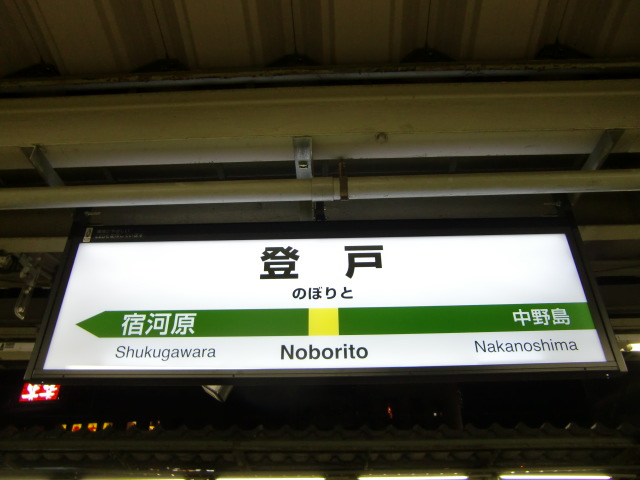 登戸
のぼりと
宿河原
中野島
Shukugawara
Noborito
Nakanoshima